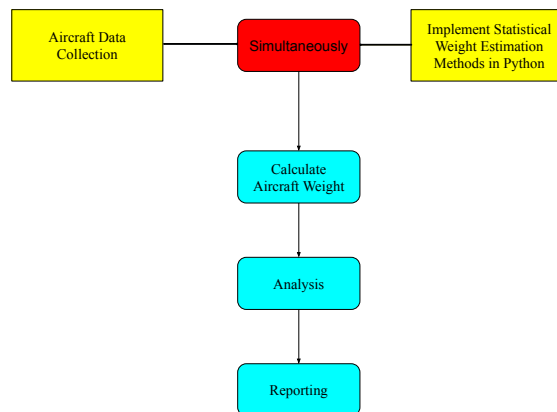 Aircraft Data
Collection
Simultaneously
Implement Statistical
Weight Estimation
Methods in Python
Calculate
Aircraft Weight
Analysis
Reporting